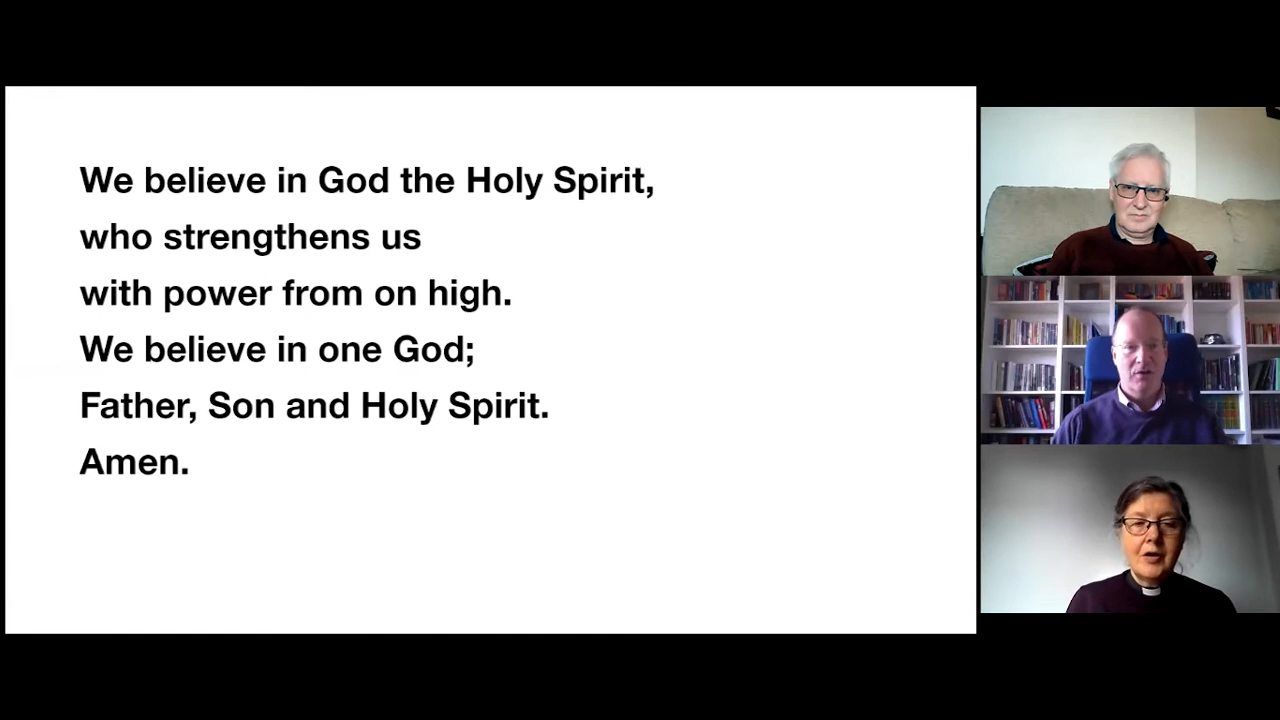 We believe in God the Holy Spirit,
who strengthens us
with power from on high.
We believe in one God;
Father, Son and Holy Spirit.
Amen.